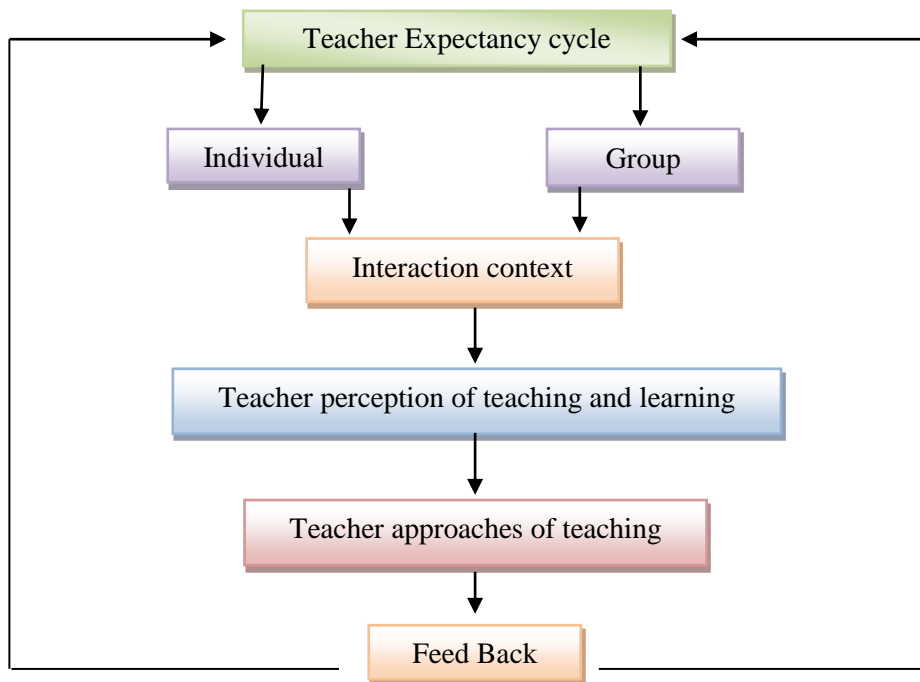 Teacher Expectancy cycle
Individual
Group
Interaction context
Teacher perception of teaching and learning
Teacher approaches of teaching
Feed Back